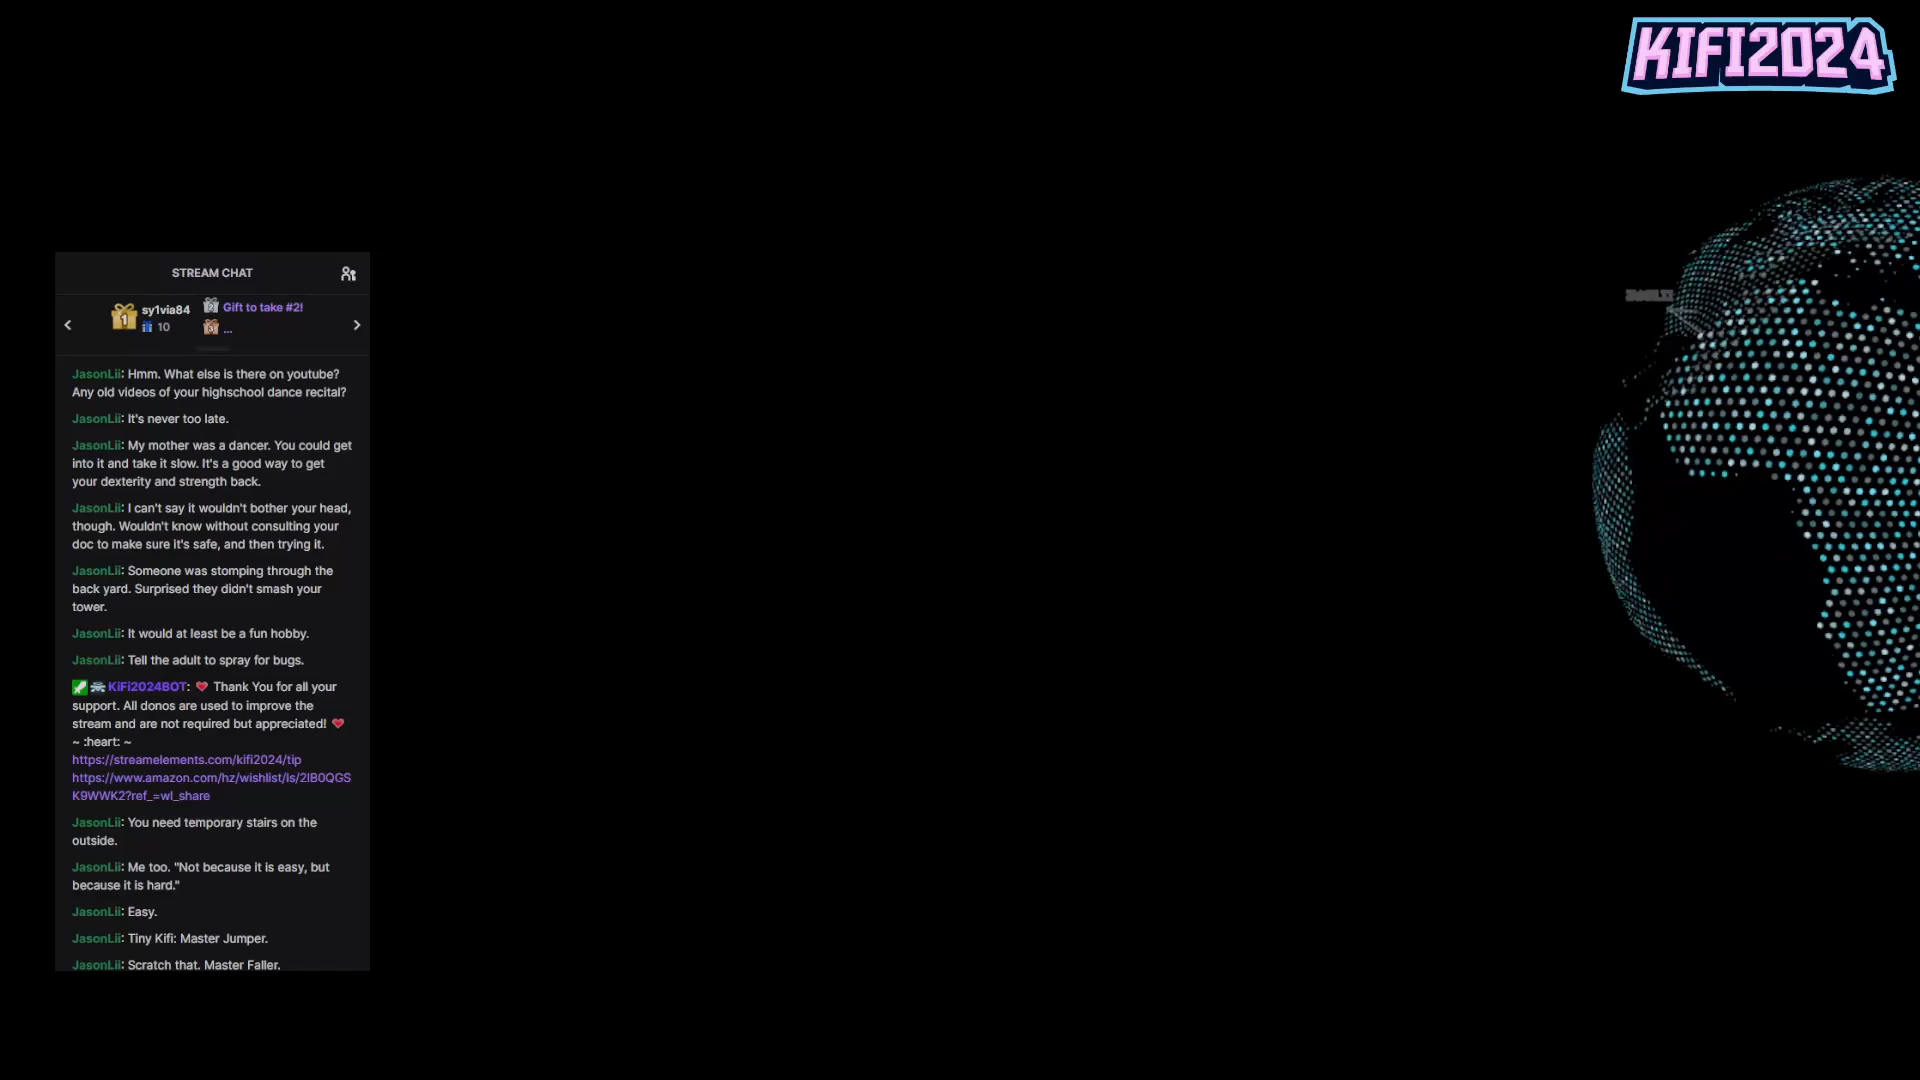 KIFI2024
STREAM CHAT
1 sy1via84
10
2 Gift to take #2!
3 ...
JasonLii: Hmm. What else is there on youtube?
Any old videos of your highschool dance recital?
JasonLii: It's never too late.
JasonLii: My mother was a dancer. You could get
into it and take it slow. It's a good way to get
your dexterity and strength back.
JasonLii: I can't say it wouldn't bother your head,
though. Wouldn't know without consulting your
doc to make sure it's safe, and then trying it.
JasonLii: Someone was stomping through the
back yard. Surprised they didn't smash your
tower.
JasonLii: It would at least be a fun hobby.
JasonLii: Tell the adult to spray for bugs.
KiFi2024BOT: ❤ Thank You for all your
support. All donos are used to improve the
stream and are not required but appreciated! ❤
~ :heart: ~
https://streamelements.com/kifi2024/tip
https://www.amazon.com/hz/wishlist/ls/2IB0QGS
K9WWK2?ref_=wl_share
JasonLii: You need temporary stairs on the
outside.
JasonLii: Me too. "Not because it is easy, but
because it is hard."
JasonLii: Easy.
JasonLii: Tiny Kifi: Master Jumper.
JasonLii: Scratch that. Master Faller.